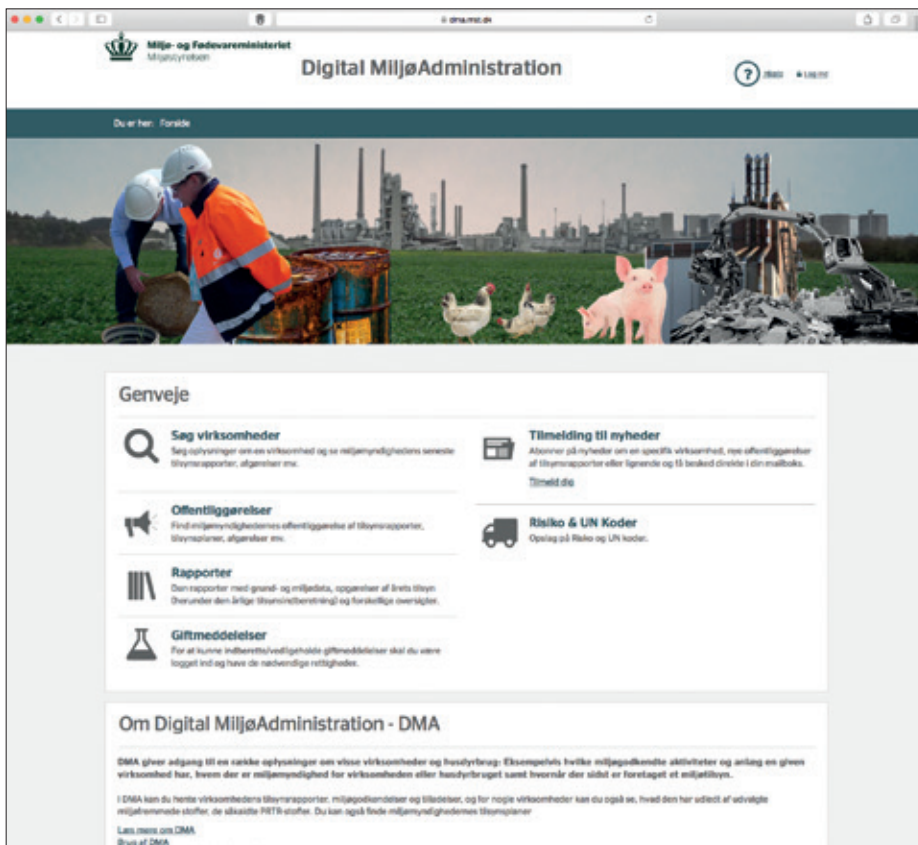 dma.mst.dk
Miljø- og Fødevareministeriet
Miljøstyrelsen
Digital MiljøAdministration
?
Hjælp
Log ind
Du er her: Forside
Genveje
Søg virksomheder
Søg oplysninger om en virksomhed og se miljømyndighedens seneste
tilsynsrapporter, afgørelser mv.
Offentliggørelser
Find miljømyndighedernes offentliggørelse af tilsynsrapporter,
tilsynsplaner, afgørelser mv.
Rapporter
Dan rapporter med grund- og miljødata, opgørelser af årets tilsyn
(herunder den årlige tilsynsindberetning) og forskellige oversigter.
Giftmeddelelser
For at kunne indberette/vedligeholde giftmeddelelser skal du være
logget ind og have de nødvendige rettigheder.
Tilmelding til nyheder
Abonner på nyheder om en specifik virksomhed, nye offentliggørelser
af tilsynsrapporter eller lignende og få besked direkte i din mailboks.
Tilmeld dig
Risiko & UN Koder
Opslag på Risiko og UN koder.
Om Digital MiljøAdministration - DMA
DMA giver adgang til en række oplysninger om visse virksomheder og husdyrbrug: Eksempelvis hvilke miljøgodkendte aktiviteter og anlæg en given
virksomhed har, hvem der er miljømyndighed for virksomheden eller husdyrbruget samt hvornår der sidst er foretaget et miljøtilsyn.
I DMA kan du hente virksomhedens tilsynsrapporter, miljøgodkendelser og tilladelser, og for nogle virksomheder kan du også se, hvad den har udledt af udvalgte
miljøfremmede stoffer, de såkaldte PRTR-stoffer. Du kan også finde miljømyndighedernes tilsynsplaner
Læs mere om DMA
Brug af DMA